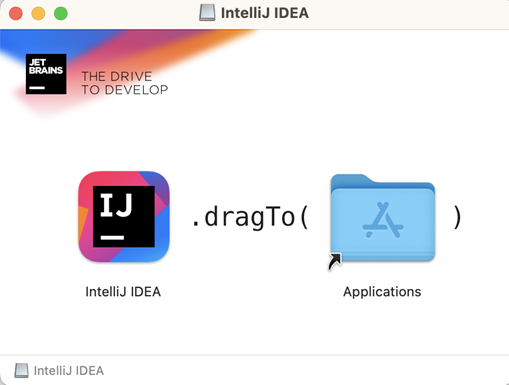 IntelliJ IDEA
JET
BRAINS
THE DRIVE
TO DEVELOP
IJ
.dragTo( )
IntelliJ IDEA
Applications
IntelliJ IDEA